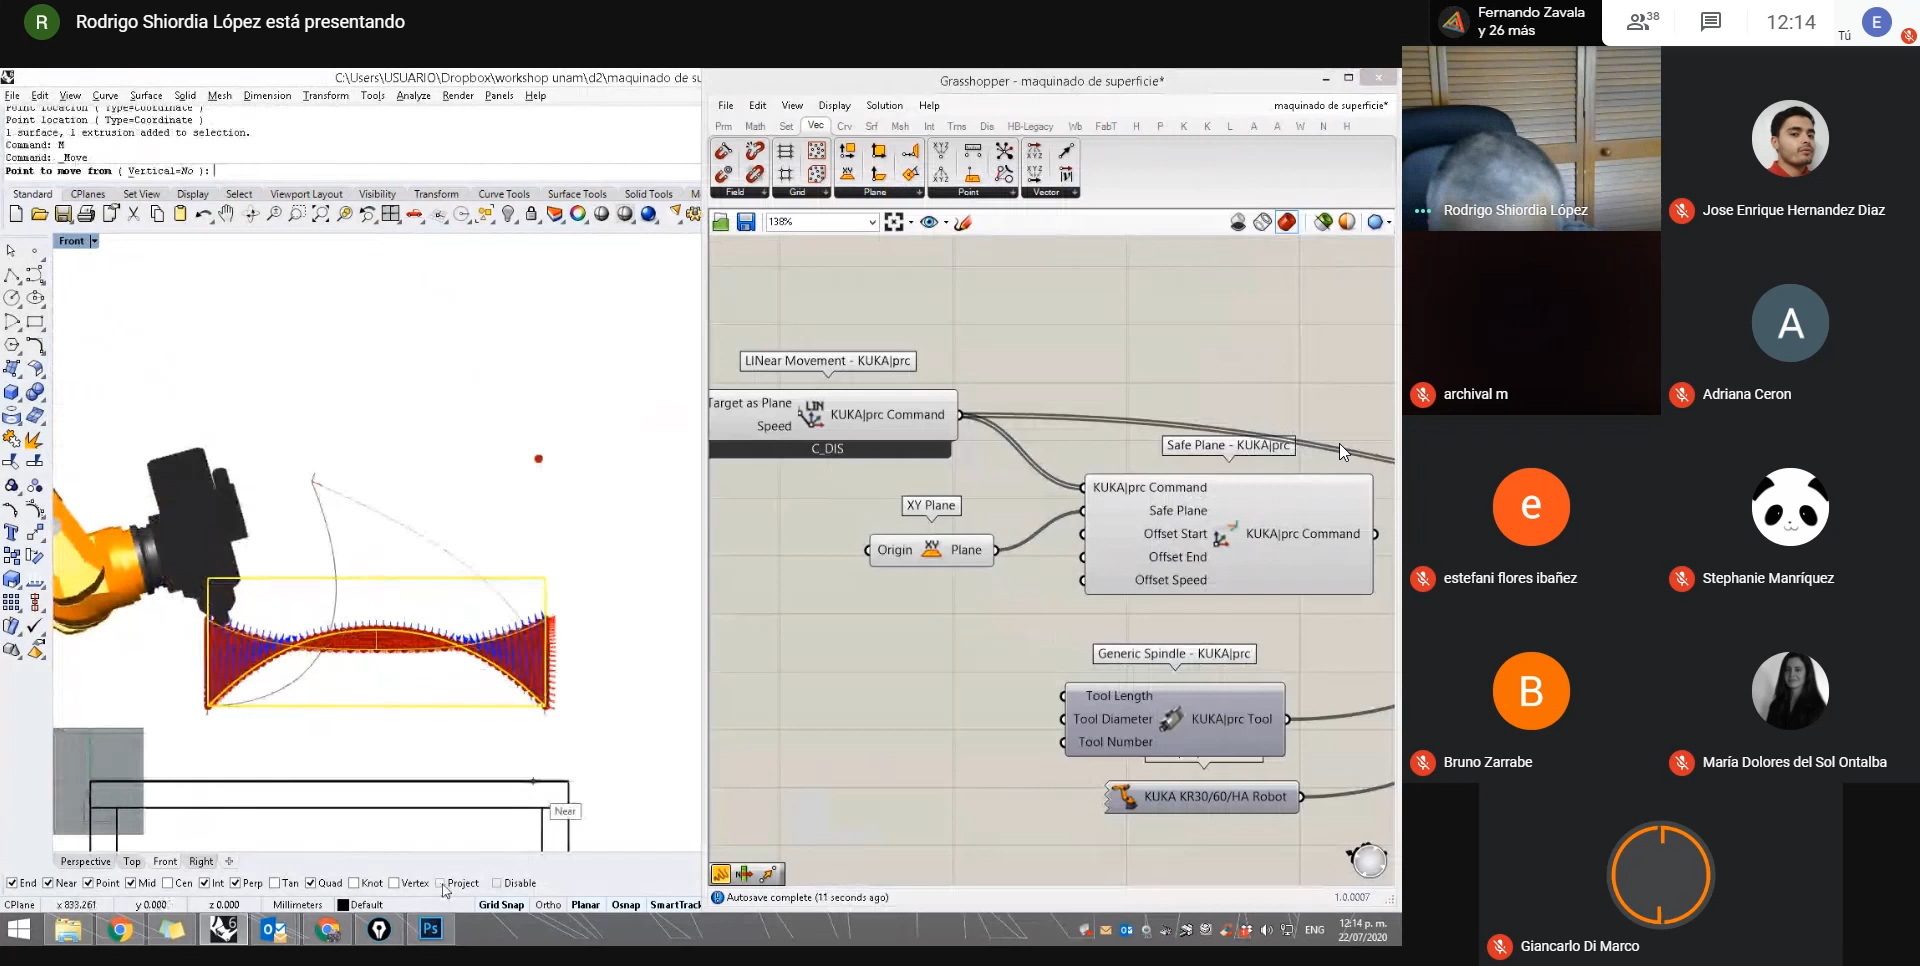 R
Rodrigo Shiordia López está presentando
Fernando Zavala
y 26 más
38
12:14
Tú
E
C:\Users\USUARIO\Dropbox\workshop unam\d2\maquinado de su
File Edit View Curve Surface Solid Mesh Dimension Transform Tools Analyze Render Panels Help
Point location ( Type=Coordinate )
Point location ( Type=Coordinate )
1 surface, 1 extrusion added to selection.
Command: M
Command: _Move
Point to move from ( Vertical=No ):
Standard CPlanes Set View Display Select Viewport Layout Visibility Transform Curve Tools Surface Tools Solid Tools M
Front
Near
Perspective Top Front Right
End Near Point Mid Cen Int Perp Tan Quad Knot Vertex Project Disable
CPlane x 833.261 y 0.000 z 0.000 Millimeters Default Grid Snap Ortho Planar Osnap SmartTrack
Grasshopper - maquinado de superficie*
File Edit View Display Solution Help
maquinado de superficie*
Prm Math Set Vec Crv Srf Msh Int Trns Dis HB-Legacy Wb FabT H P K K L A A W N H
Field Grid Plane Point Vector
138%
LINear Movement - KUKA|prc
Target as Plane
LIN
KUKA|prc Command
Speed
C_DIS
Safe Plane - KUKA|prc
KUKA|prc Command
Safe Plane
Offset Start
KUKA|prc Command
Offset End
Offset Speed
XY Plane
Origin XY Plane
Generic Spindle - KUKA|prc
Tool Length
Tool Diameter
KUKA|prc Tool
Tool Number
KUKA KR30/60/HA Robot
Autosave complete (11 seconds ago)
1.0.0007
6
Ps
ENG
12:14 p. m.
22/07/2020
Rodrigo Shiordia López
Jose Enrique Hernandez Diaz
archival m
A
Adriana Ceron
e
estefani flores ibañez
Stephanie Manríquez
B
Bruno Zarrabe
María Dolores del Sol Ontalba
Giancarlo Di Marco